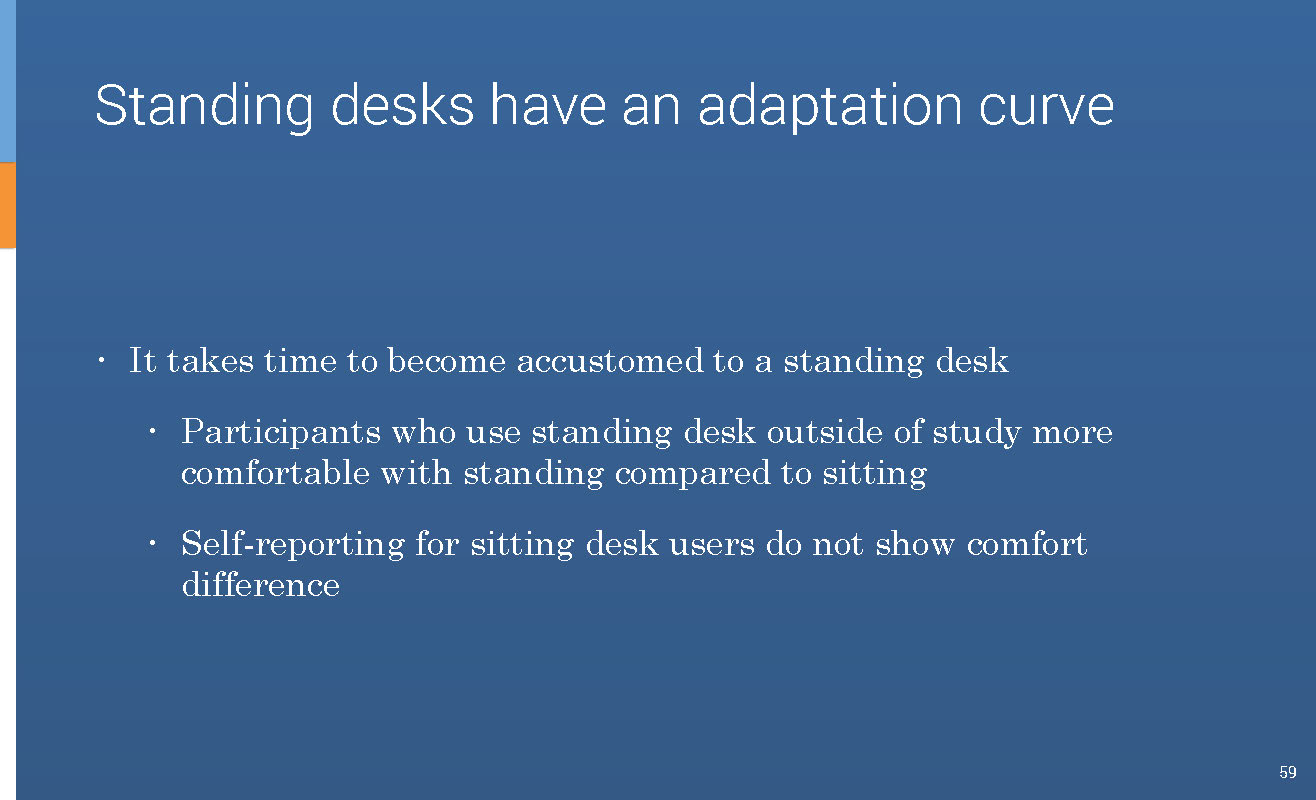 Standing desks have an adaptation curve
· It takes time to become accustomed to a standing desk
· Participants who use standing desk outside of study more
comfortable with standing compared to sitting
· Self-reporting for sitting desk users do not show comfort
difference
59